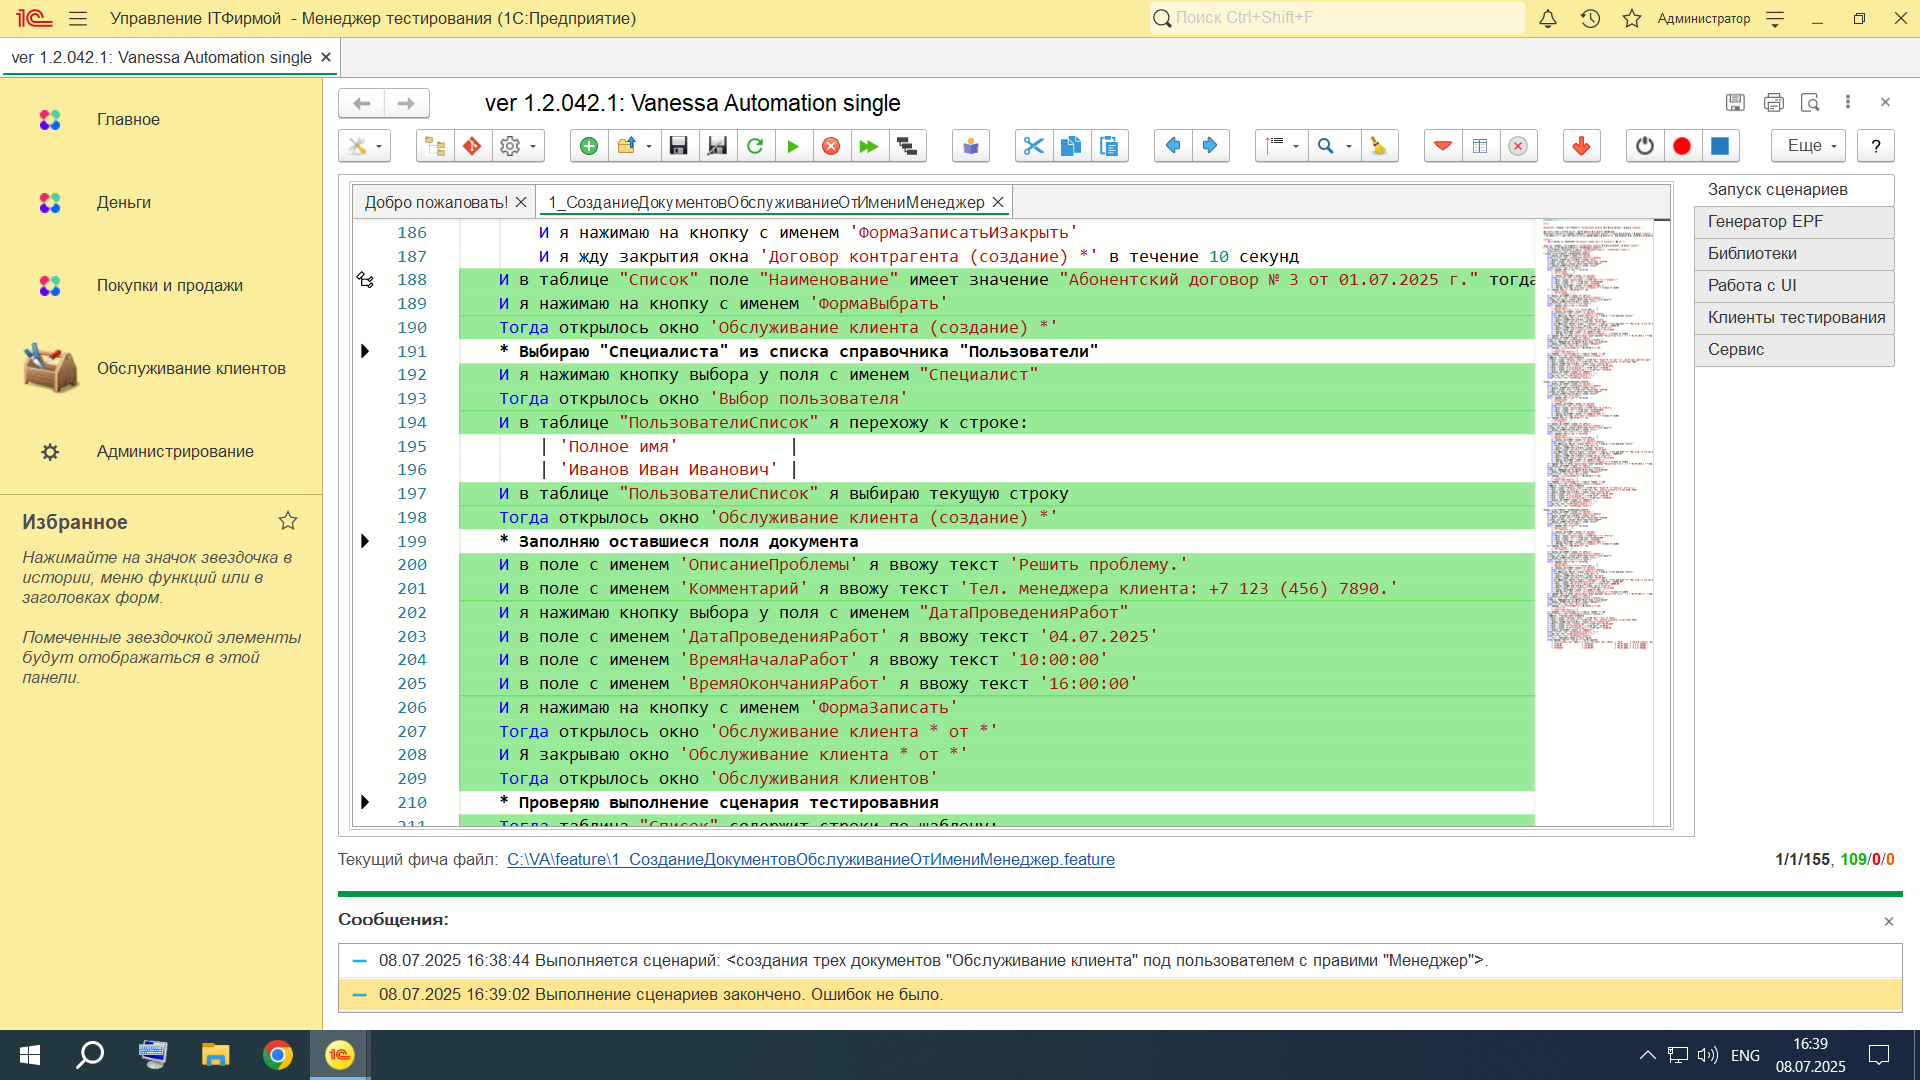 Управление ITФирмой - Менеджер тестирования (1С:Предприятие)
Поиск Ctrl+Shift+F
Администратор
ver 1.2.042.1: Vanessa Automation single
Главное
Деньги
Покупки и продажи
Обслуживание клиентов
Администрирование
Избранное
Нажимайте на значок звездочка в
истории, меню функций или в
заголовках форм.
Помеченные звездочкой элементы
будут отображаться в этой
панели.
ver 1.2.042.1: Vanessa Automation single
Еще
?
Добро пожаловать!
1_СозданиеДокументовОбслуживаниеОтИмениМенеджер
186 И я нажимаю на кнопку с именем 'ФормаЗаписатьИЗакрыть'
187 И я жду закрытия окна 'Договор контрагента (создание) *' в течение 10 секунд
188 И в таблице "Список" поле "Наименование" имеет значение "Абонентский договор № 3 от 01.07.2025 г." тогда
189 И я нажимаю на кнопку с именем 'ФормаВыбрать'
190 Тогда открылось окно 'Обслуживание клиента (создание) *'
191 * Выбираю "Специалиста" из списка справочника "Пользователи"
192 И я нажимаю кнопку выбора у поля с именем "Специалист"
193 Тогда открылось окно 'Выбор пользователя'
194 И в таблице "ПользователиСписок" я перехожу к строке:
195 | 'Полное имя' |
196 | 'Иванов Иван Иванович' |
197 И в таблице "ПользователиСписок" я выбираю текущую строку
198 Тогда открылось окно 'Обслуживание клиента (создание) *'
199 * Заполняю оставшиеся поля документа
200 И в поле с именем 'ОписаниеПроблемы' я ввожу текст 'Решить проблему.'
201 И в поле с именем 'Комментарий' я ввожу текст 'Тел. менеджера клиента: +7 123 (456) 7890.'
202 И я нажимаю кнопку выбора у поля с именем "ДатаПроведенияРабот"
203 И в поле с именем 'ДатаПроведенияРабот' я ввожу текст '04.07.2025'
204 И в поле с именем 'ВремяНачалаРабот' я ввожу текст '10:00:00'
205 И в поле с именем 'ВремяОкончанияРабот' я ввожу текст '16:00:00'
206 И я нажимаю на кнопку с именем 'ФормаЗаписать'
207 Тогда открылось окно 'Обслуживание клиента * от *'
208 И Я закрываю окно 'Обслуживание клиента * от *'
209 Тогда открылось окно 'Обслуживания клиентов'
210 * Проверяю выполнение сценария тестировавния
211 Тогда таблица "Список" содержит строки по шаблону:
Запуск сценариев
Генератор EPF
Библиотеки
Работа с UI
Клиенты тестирования
Сервис
Текущий фича файл: C:\VA\feature\1_СозданиеДокументовОбслуживаниеОтИмениМенеджер.feature
1/1/155, 109/0/0
Сообщения:
08.07.2025 16:38:44 Выполняется сценарий: <создания трех документов "Обслуживание клиента" под пользователем с правими "Менеджер">.
08.07.2025 16:39:02 Выполнение сценариев закончено. Ошибок не было.
ENG
16:39
08.07.2025